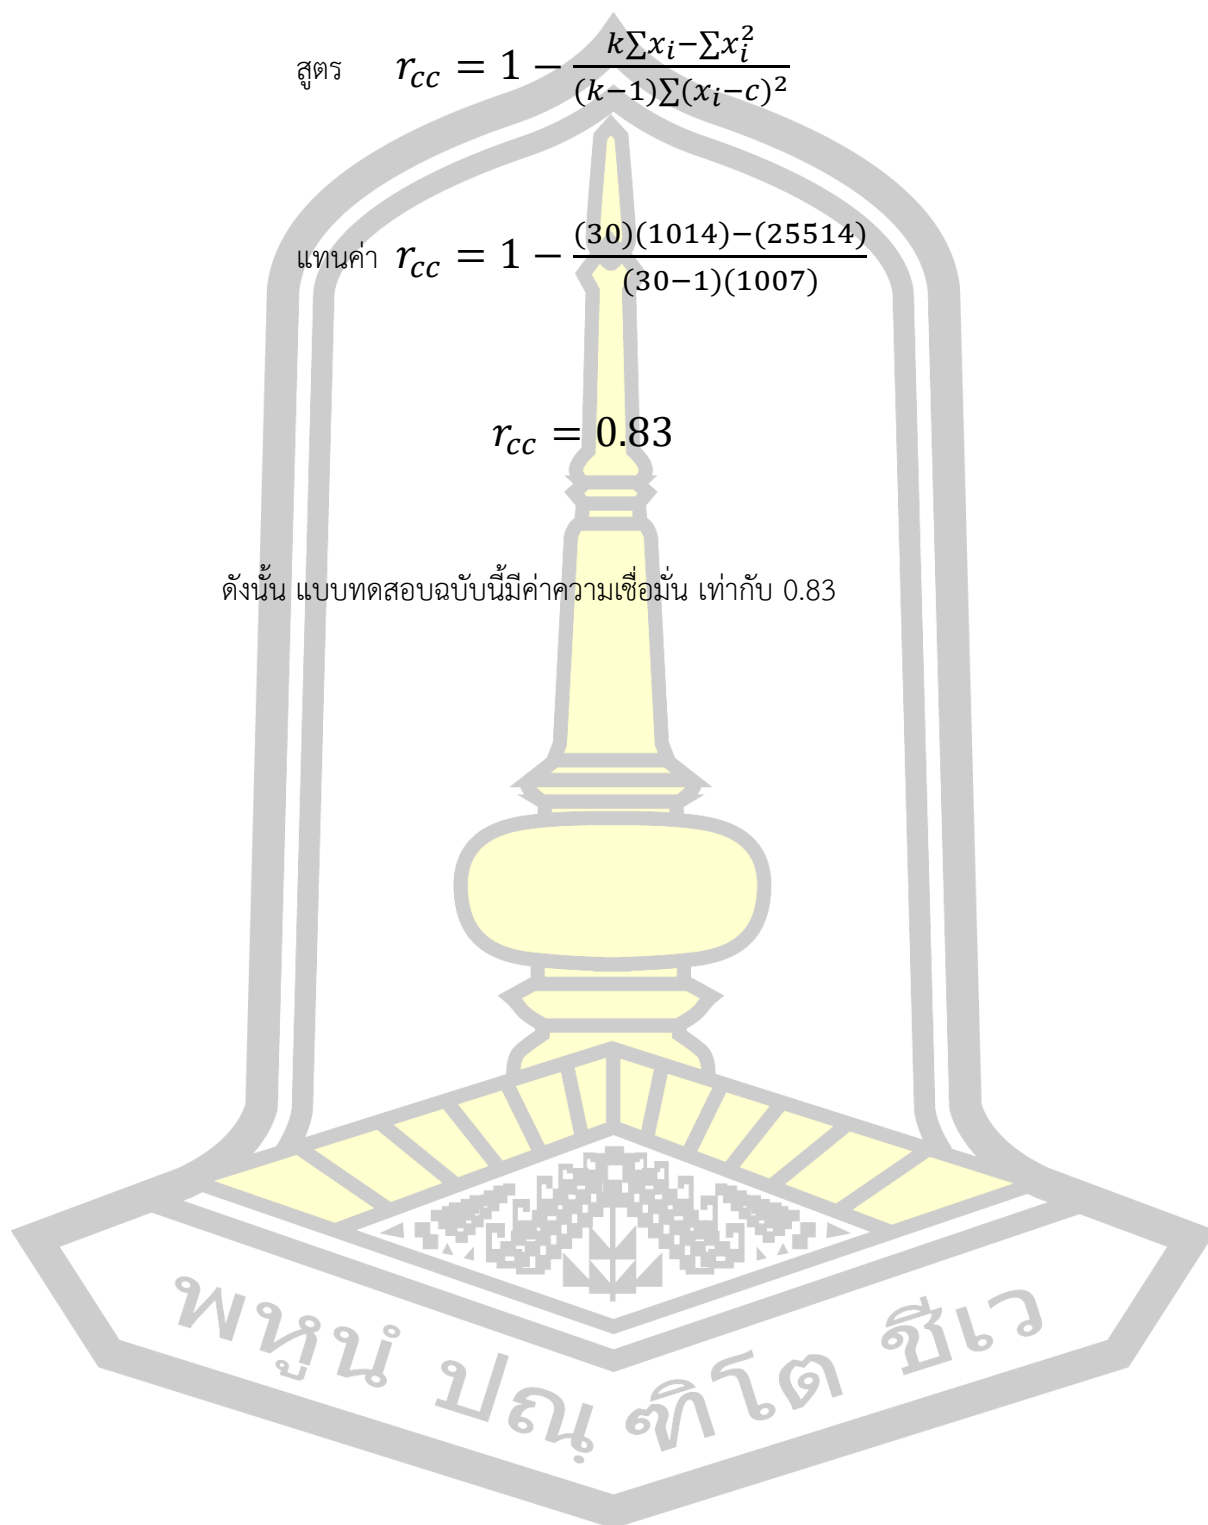 สูตร r_{cc} = 1 − \frac{k∑x_i−∑x_i^2}{(k−1)∑(x_i−c)^2}
แทนค่า r_{cc} = 1 − \frac{(30)(1014)−(25514)}{(30−1)(1007)}
r_{cc} = 0.83
ดังนั้น แบบทดสอบฉบับนี้มีค่าความเชื่อมั่น เท่ากับ 0.83
พหูนํ ปณฺ ฑิโต ชีเว